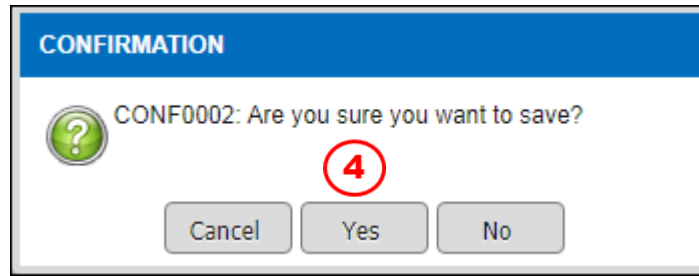 CONFIRMATION
CONF0002: Are you sure you want to save?
4
Cancel Yes No